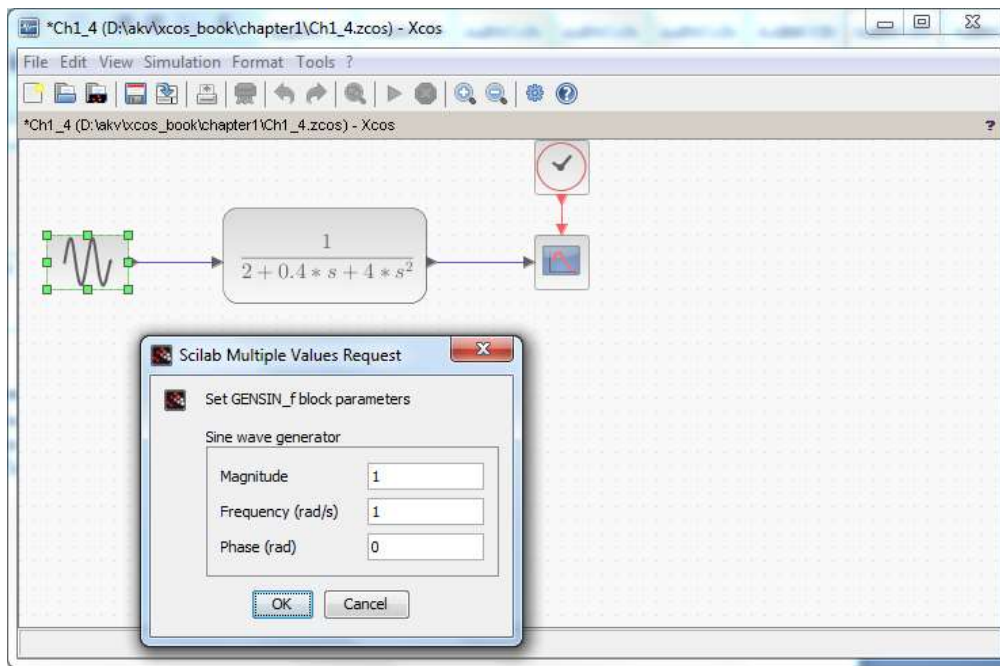 *Ch1_4 (D:\akv\xcos_book\chapter1\Ch1_4.zcos) - Xcos
File Edit View Simulation Format Tools ?
*Ch1_4 (D:\akv\xcos_book\chapter1\Ch1_4.zcos) - Xcos ?
1
2 + 0.4 * s + 4 * s²
Scilab Multiple Values Request
Set GENSIN_f block parameters
Sine wave generator
Magnitude 1
Frequency (rad/s) 1
Phase (rad) 0
OK Cancel